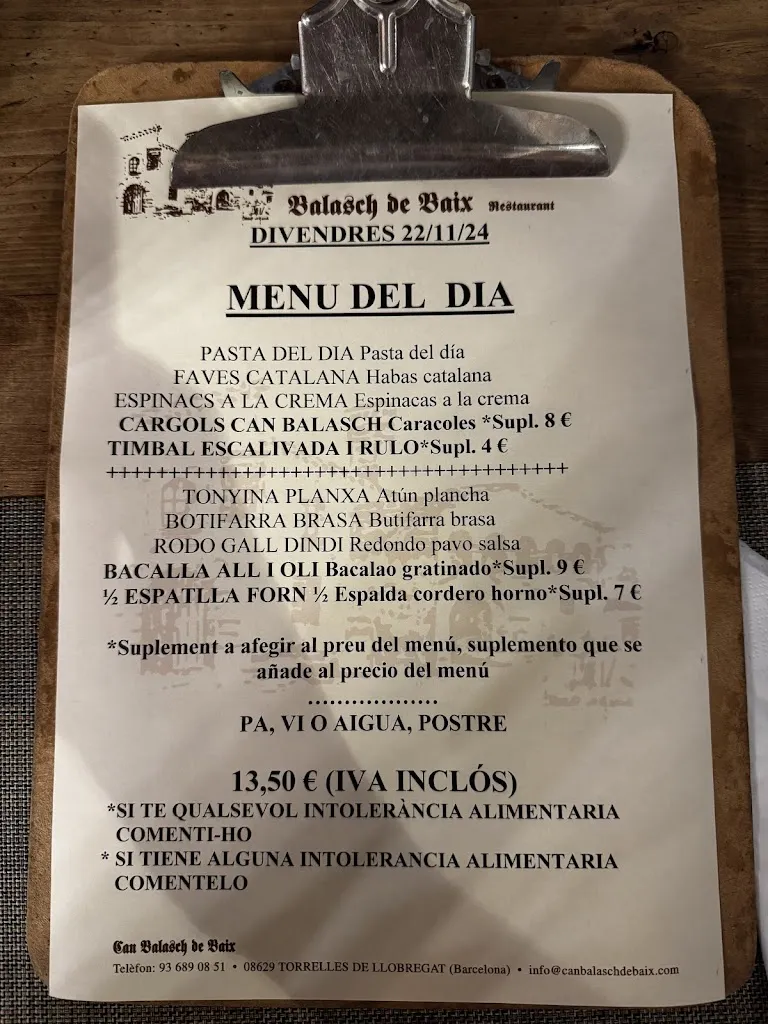 Balasch de Baix Restaurant
DIVENDRES 22/11/24
MENU DEL DIA
PASTA DEL DIA Pasta del día
FAVES CATALANA Habas catalana
ESPINACS A LA CREMA Espinacas a la crema
CARGOLS CAN BALASCH Caracoles *Supl. 8 €
TIMBAL ESCALIVADA I RULO*Supl. 4 €
++++++++++++++++++++++++++++++++++++++
TONYINA PLANXA Atún plancha
BOTIFARRA BRASA Butifarra brasa
RODO GALL DINDI Redondo pavo salsa
BACALLA ALL I OLI Bacalao gratinado*Supl. 9 €
½ ESPATLLA FORN ½ Espalda cordero horno*Supl. 7 €
*Suplement a afegir al preu del menú, suplemento que se
añade al precio del menú
..................
PA, VI O AIGUA, POSTRE
13,50 € (IVA INCLÓS)
*SI TE QUALSEVOL INTOLERÀNCIA ALIMENTARIA
COMENTI-HO
* SI TIENE ALGUNA INTOLERANCIA ALIMENTARIA
COMENTELO
Can Balasch de Baix
Telèfon: 93 689 08 51 • 08629 TORRELLES DE LLOBREGAT (Barcelona) • info@canbalaschdebaix.com